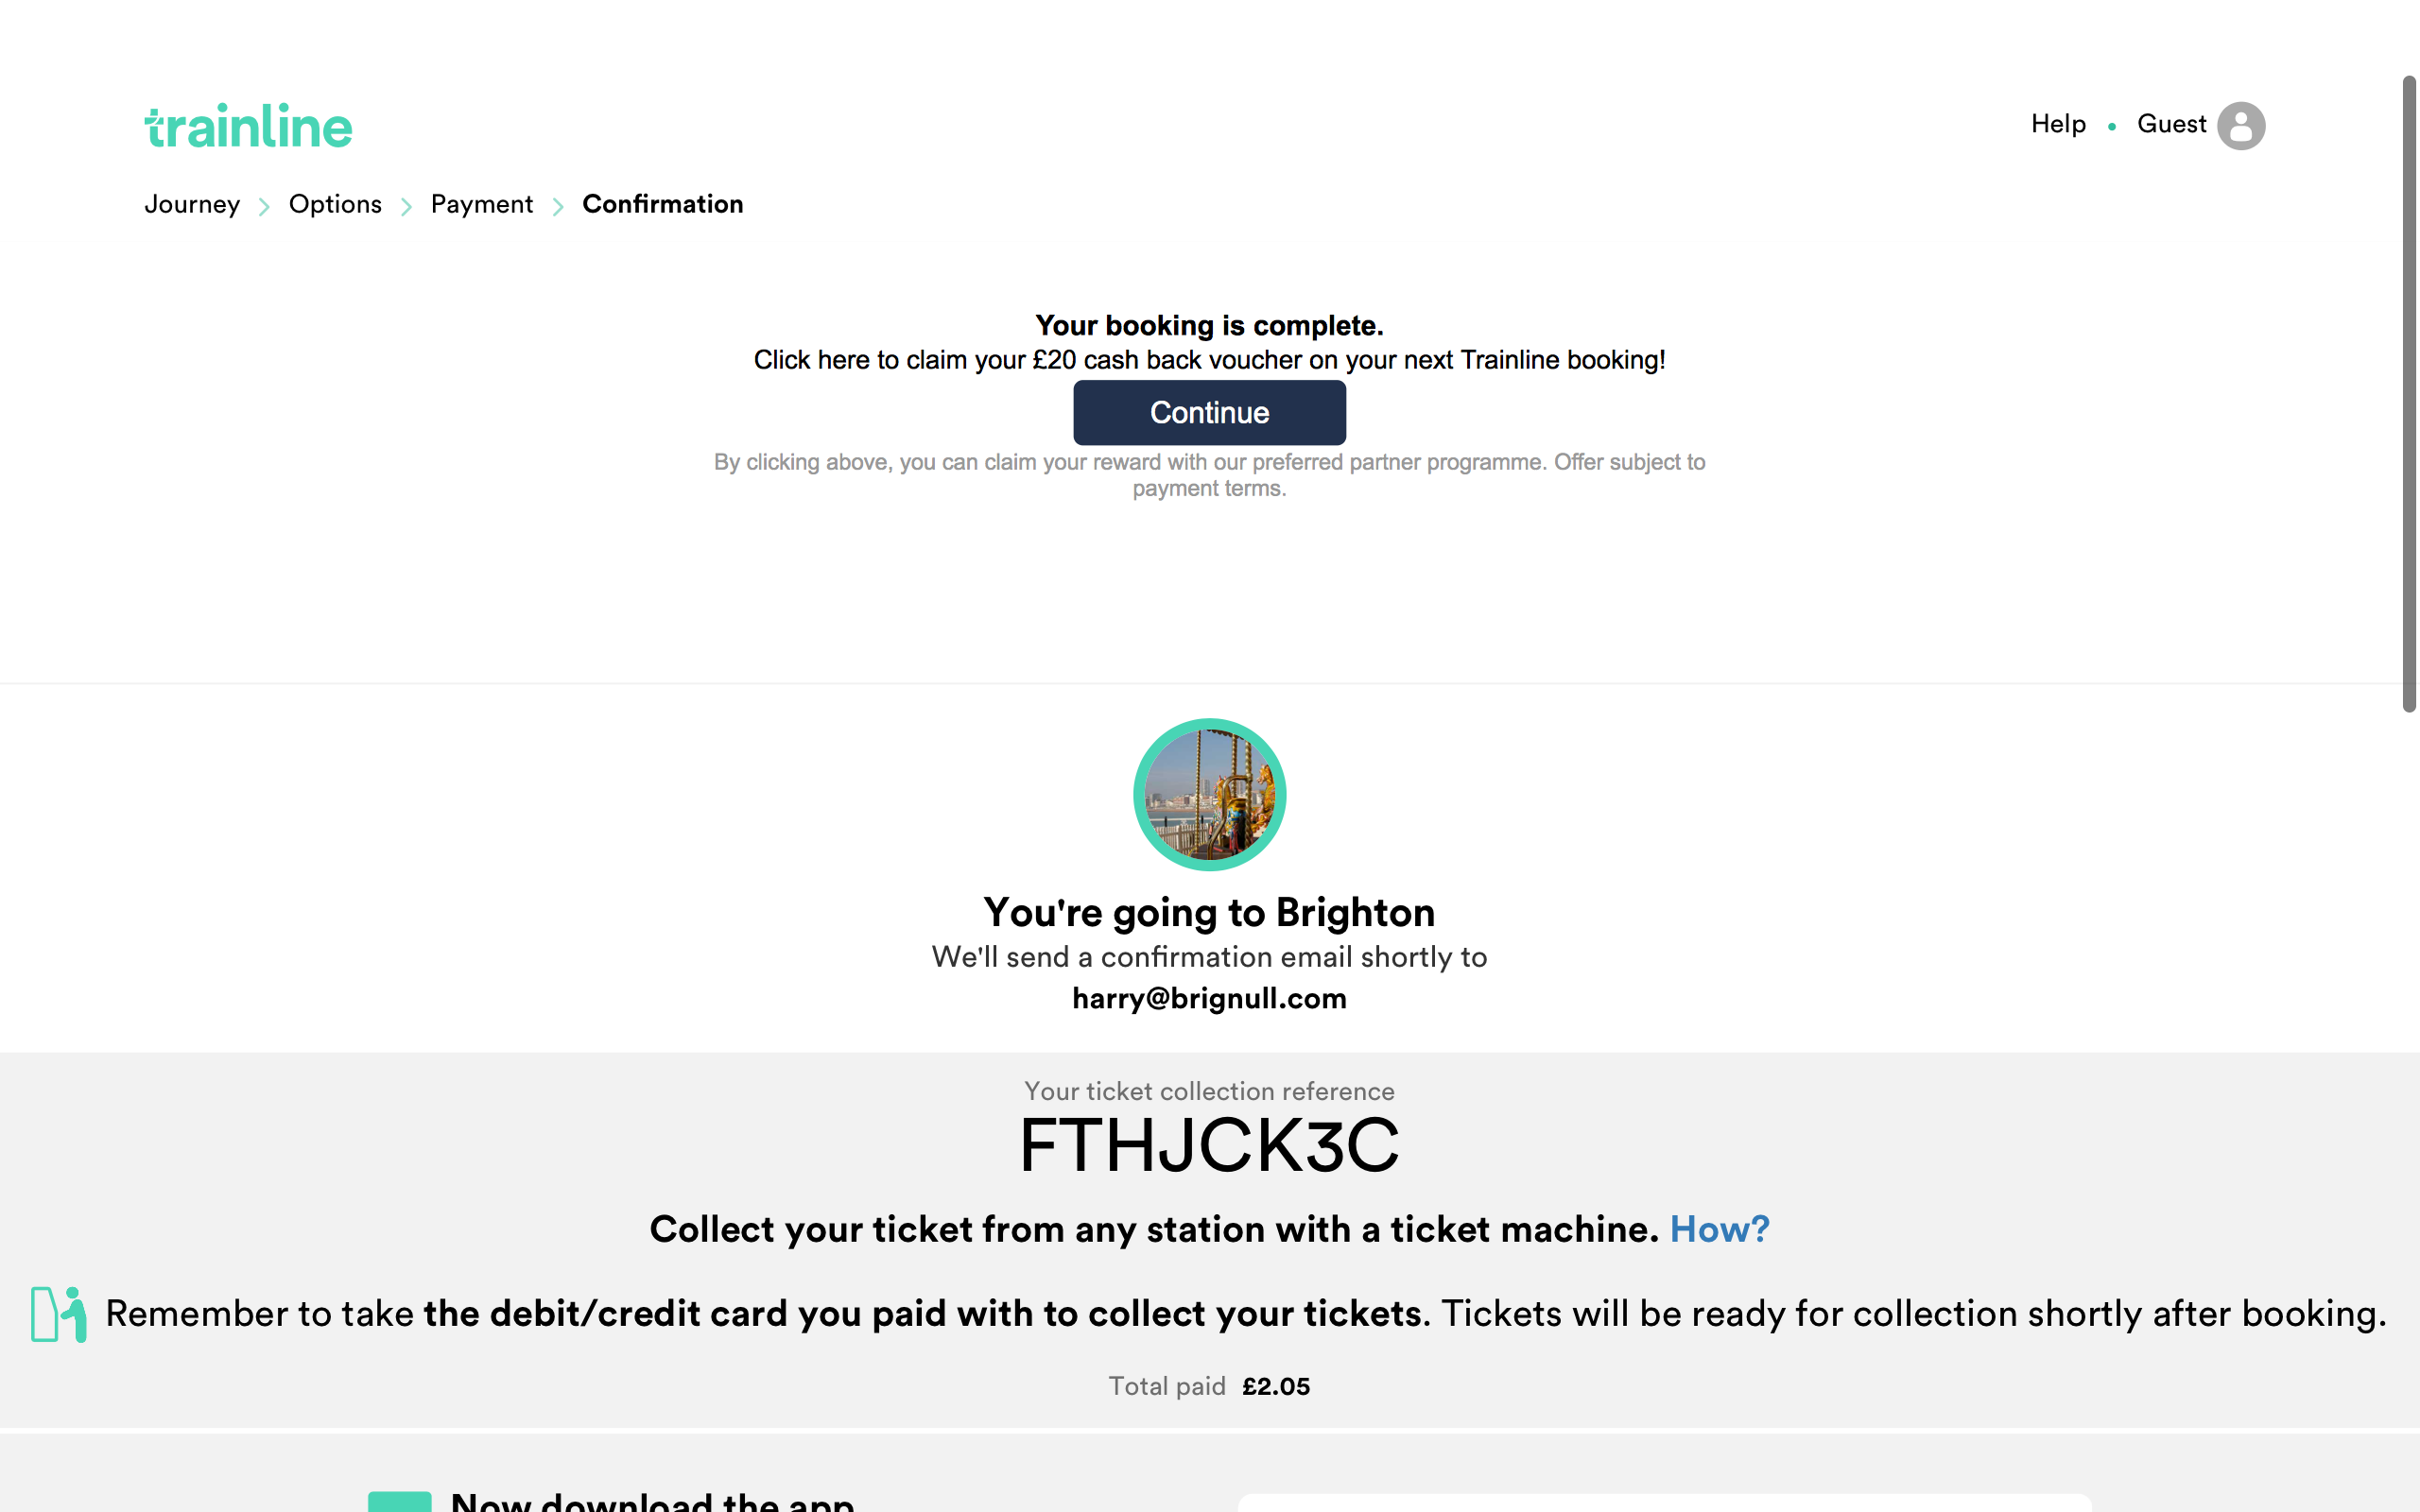 trainline
Help • Guest
Journey > Options > Payment > Confirmation
Your booking is complete.
Click here to claim your £20 cash back voucher on your next Trainline booking!
Continue
By clicking above, you can claim your reward with our preferred partner programme. Offer subject to
payment terms.
You're going to Brighton
We'll send a confirmation email shortly to
harry@brignull.com
Your ticket collection reference
FTHJCK3C
Collect your ticket from any station with a ticket machine. How?
Remember to take the debit/credit card you paid with to collect your tickets. Tickets will be ready for collection shortly after booking.
Total paid £2.05
Now download the app